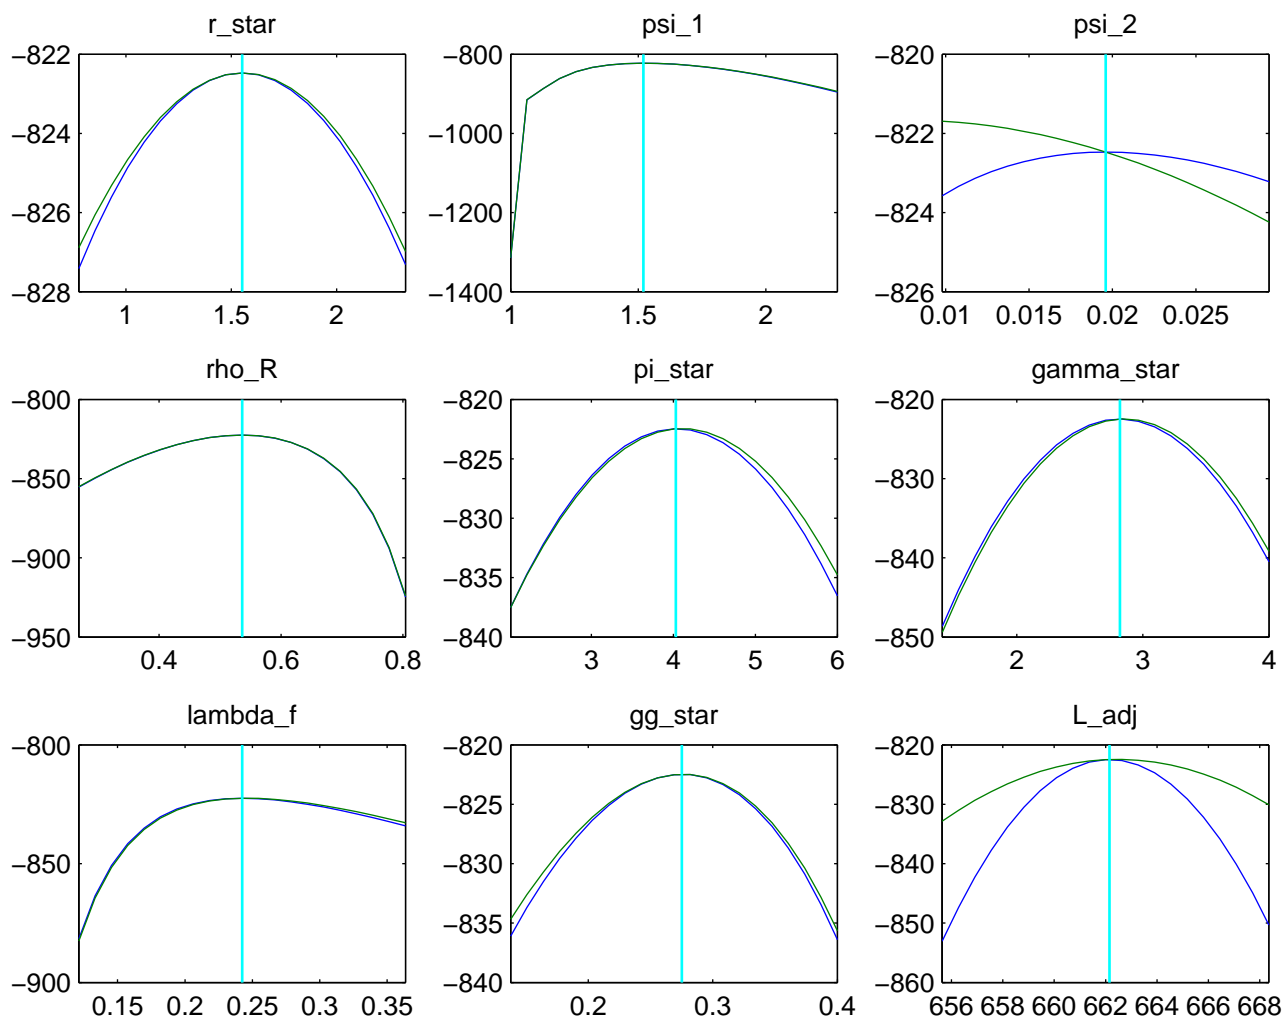 r_star
−822
−824
−826
−828
1 1.5 2
psi_1
−800
−1000
−1200
−1400
1 1.5 2
psi_2
−820
−822
−824
−826
0.01 0.015 0.02 0.025
rho_R
−800
−850
−900
−950
0.4 0.6 0.8
pi_star
−820
−825
−830
−835
−840
3 4 5 6
gamma_star
−820
−830
−840
−850
2 3 4
lambda_f
−800
−850
−900
0.15 0.2 0.25 0.3 0.35
gg_star
−820
−825
−830
−835
−840
0.2 0.3 0.4
L_adj
−820
−830
−840
−850
−860
656 658 660 662 664 666 668